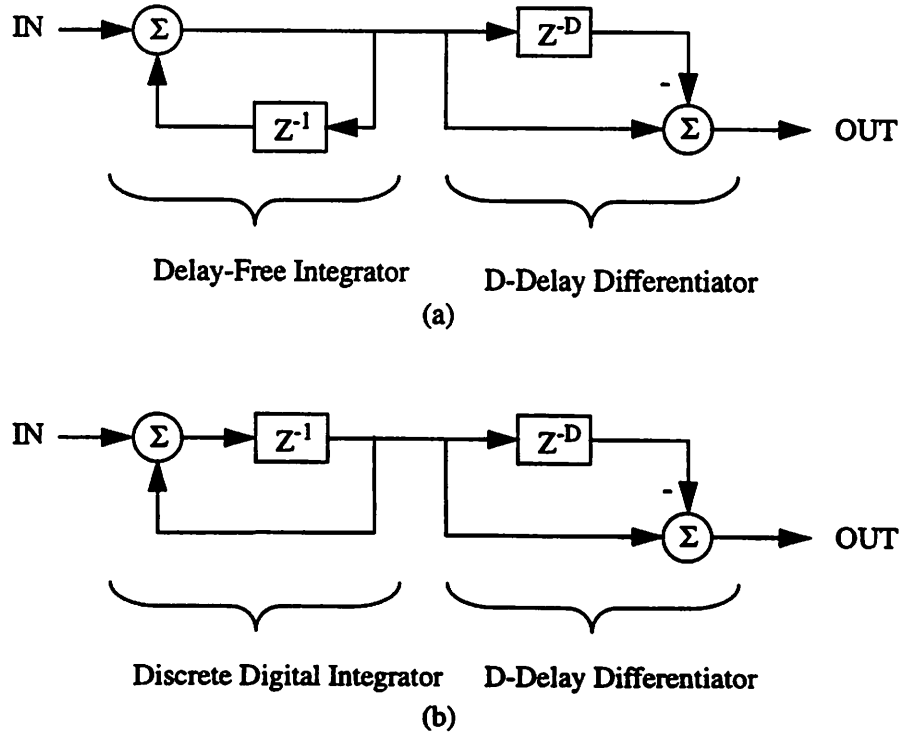 IN Σ Z⁻ᴰ
-
Z⁻¹ Σ OUT
Delay-Free Integrator D-Delay Differentiator
(a)
IN Σ Z⁻¹ Z⁻ᴰ
-
Σ OUT
Discrete Digital Integrator D-Delay Differentiator
(b)